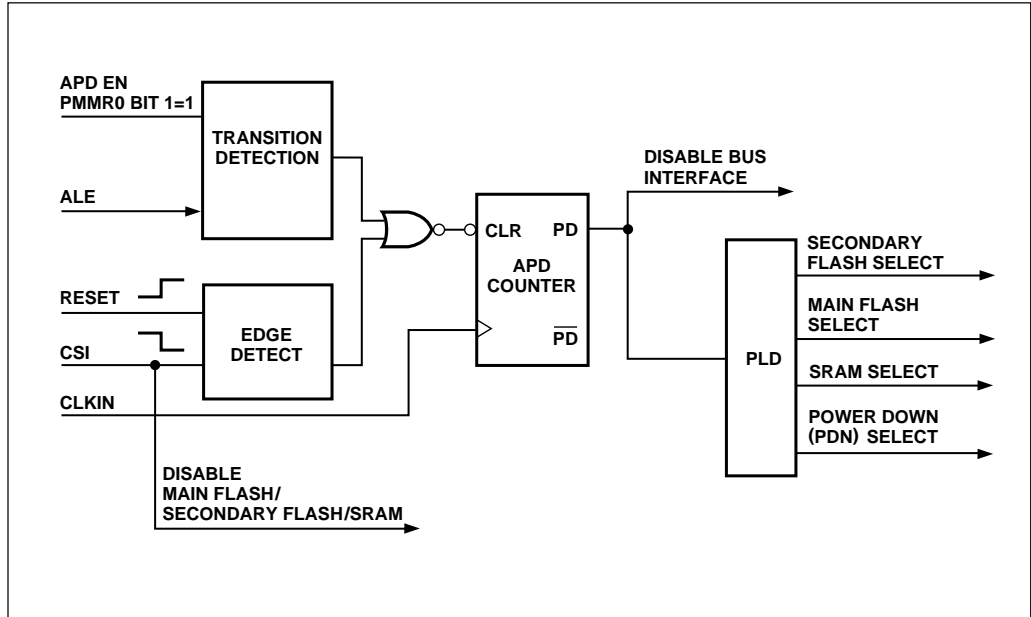 APD EN
PMMR0 BIT 1=1
TRANSITION
DETECTION
ALE
RESET
CSI
CLKIN
EDGE
DETECT
CLR
PD
APD
COUNTER
PD
DISABLE BUS
INTERFACE
PLD
SECONDARY
FLASH SELECT
MAIN FLASH
SELECT
SRAM SELECT
POWER DOWN
(PDN) SELECT
DISABLE
MAIN FLASH/
SECONDARY FLASH/SRAM